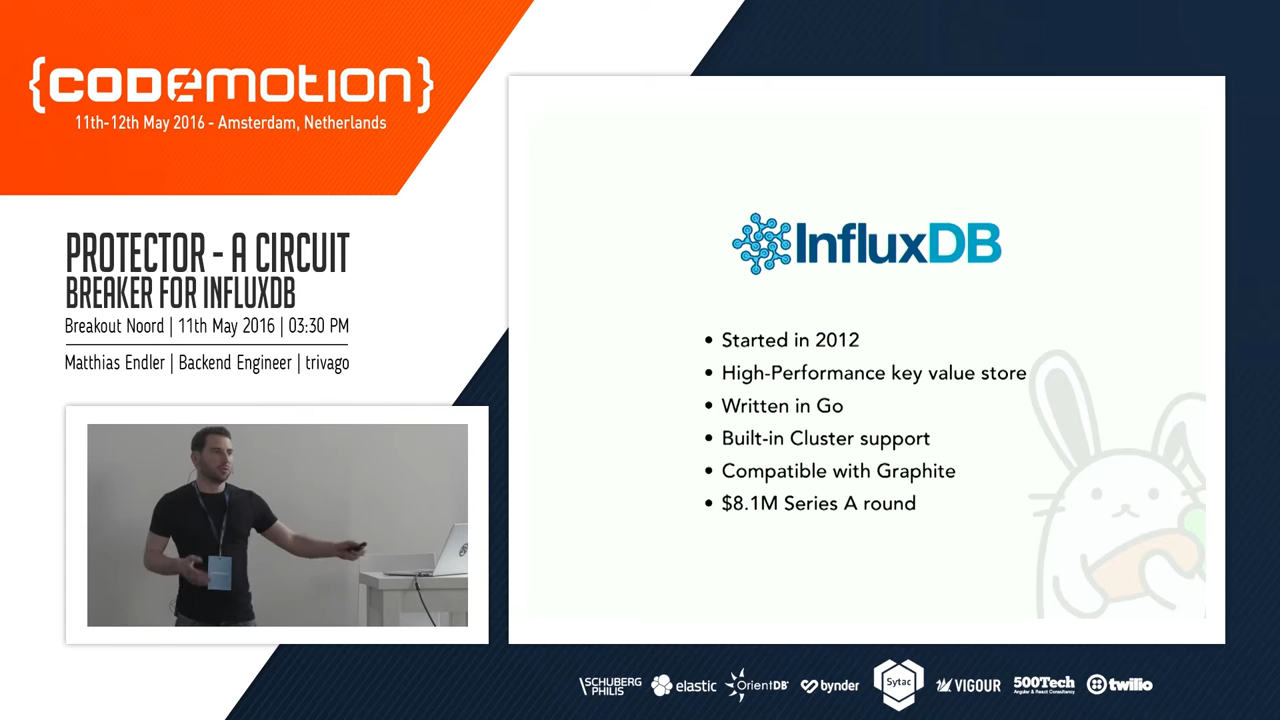 {CODEMOTION}
11th-12th May 2016 - Amsterdam, Netherlands
PROTECTOR - A CIRCUIT
BREAKER FOR INFLUXDB
Breakout Noord | 11th May 2016 | 03:30 PM
Matthias Endler | Backend Engineer | trivago
InfluxDB
• Started in 2012
• High-Performance key value store
• Written in Go
• Built-in Cluster support
• Compatible with Graphite
• $8.1M Series A round
SCHUBERG
PHILIS
elastic
OrientDB
bynder
Sytac
VIGOUR
500Tech
Angular & React Consultancy
twilio